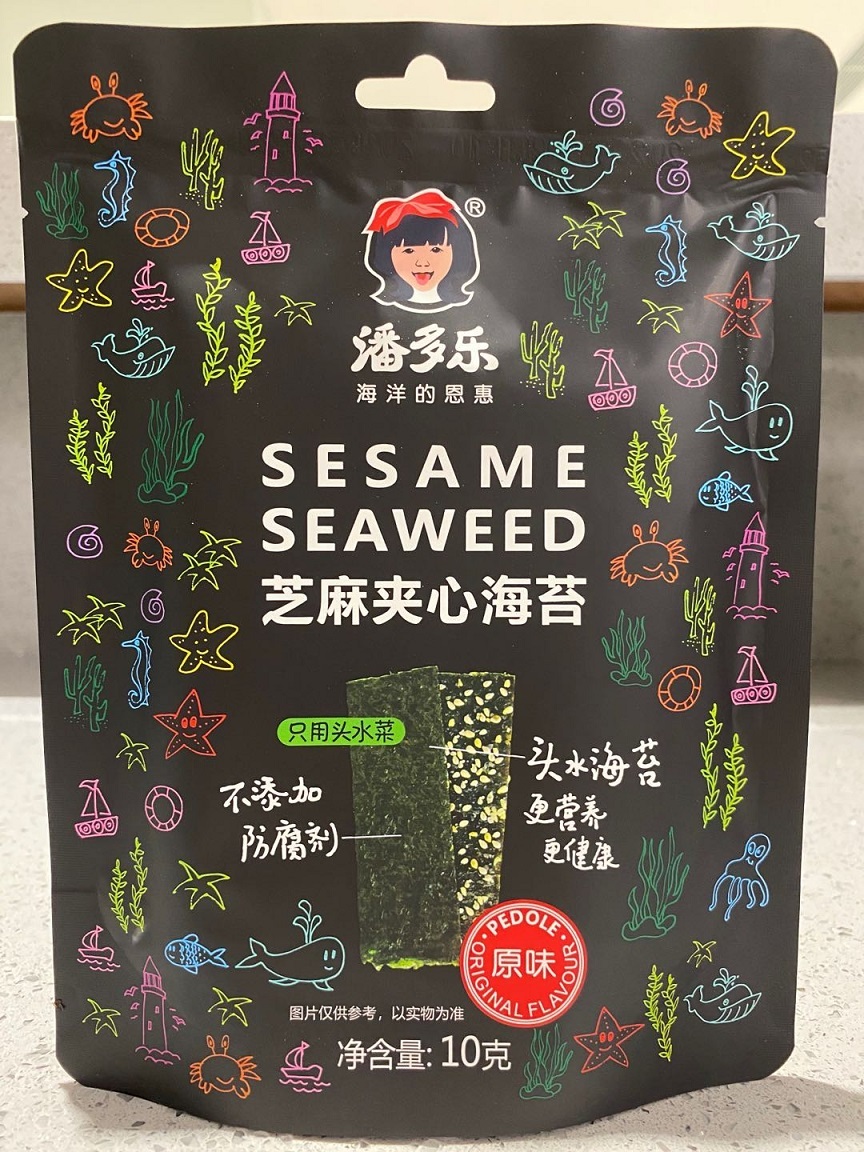 ®
潘多乐
海洋的恩惠
SESAME
SEAWEED
芝麻夹心海苔
只用头水菜
不添加
防腐剂
头水海苔
更营养
更健康
·PEDOLE·
原味
ORIGINAL FLAVOUR
图片仅供参考，以实物为准
净含量: 10克